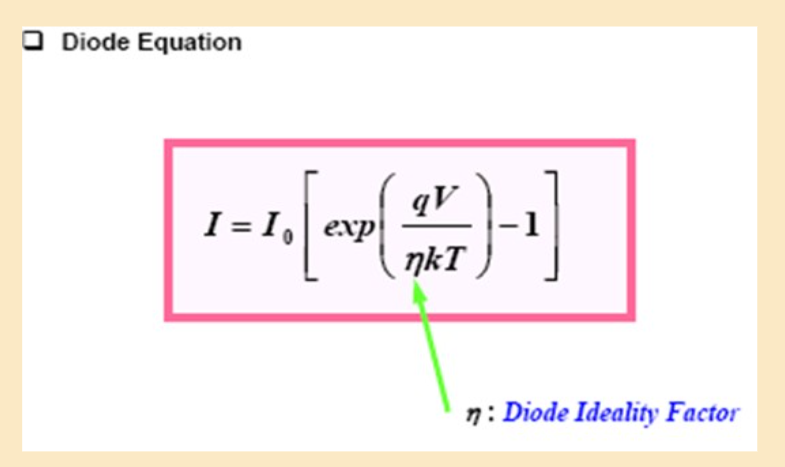 ❑ Diode Equation
I = I₀ [ exp( qV / ηkT ) − 1 ]
η : Diode Ideality Factor